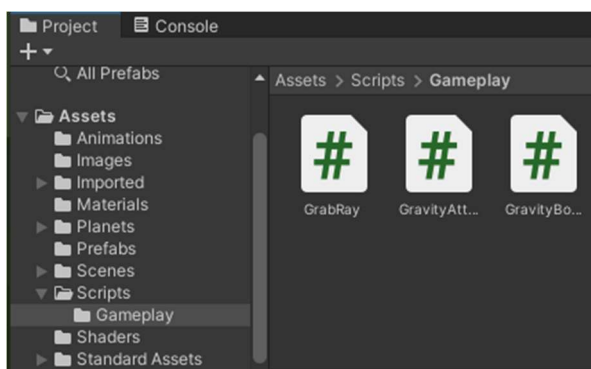 Project
Console
All Prefabs
Assets > Scripts > Gameplay
Assets
Animations
Images
Imported
Materials
Planets
Prefabs
Scenes
Scripts
Gameplay
Shaders
Standard Assets
#
#
#
GrabRay
GravityAtt...
GravityBo...